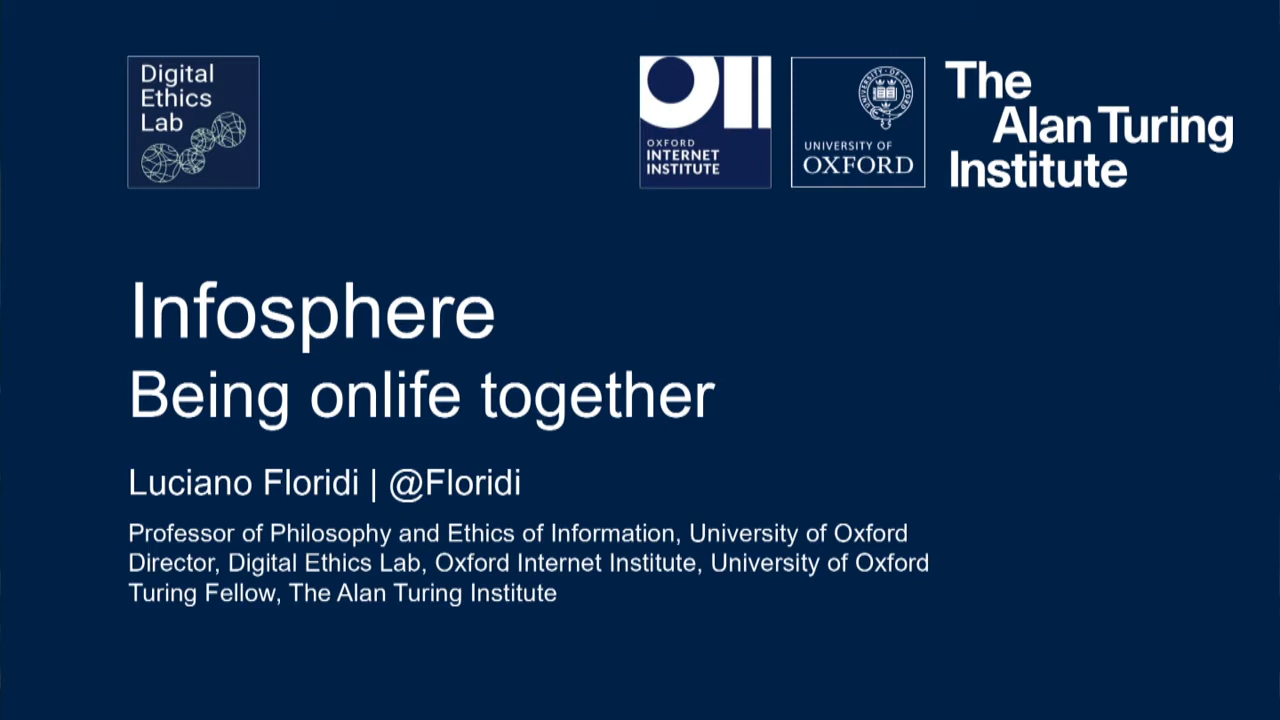 Digital
Ethics
Lab
OXFORD
INTERNET
INSTITUTE
UNIVERSITY OF
OXFORD
The
Alan Turing
Institute
Infosphere
Being onlife together
Luciano Floridi | @Floridi
Professor of Philosophy and Ethics of Information, University of Oxford
Director, Digital Ethics Lab, Oxford Internet Institute, University of Oxford
Turing Fellow, The Alan Turing Institute